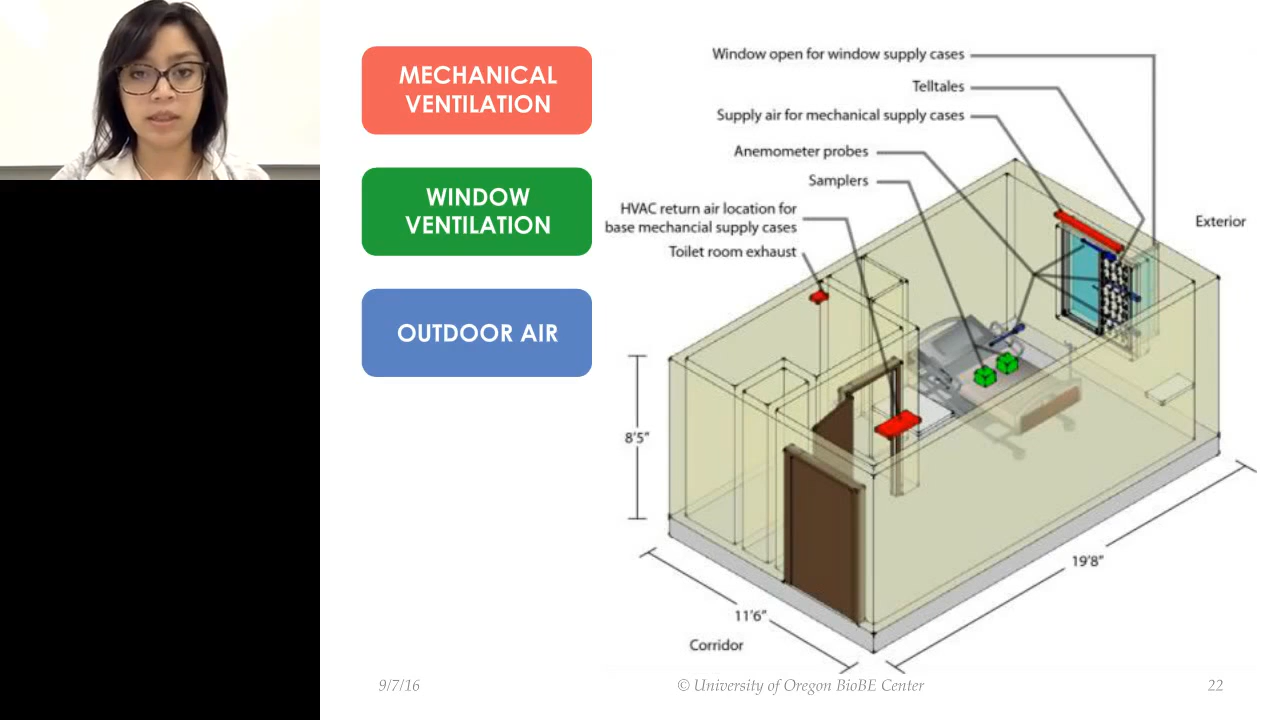 MECHANICAL
VENTILATION
WINDOW
VENTILATION
OUTDOOR AIR
Window open for window supply cases
Telltales
Supply air for mechanical supply cases
Anemometer probes
Samplers
HVAC return air location for
base mechancial supply cases
Toilet room exhaust
Exterior
8'5"
19'8"
11'6"
Corridor
9/7/16
© University of Oregon BioBE Center
22